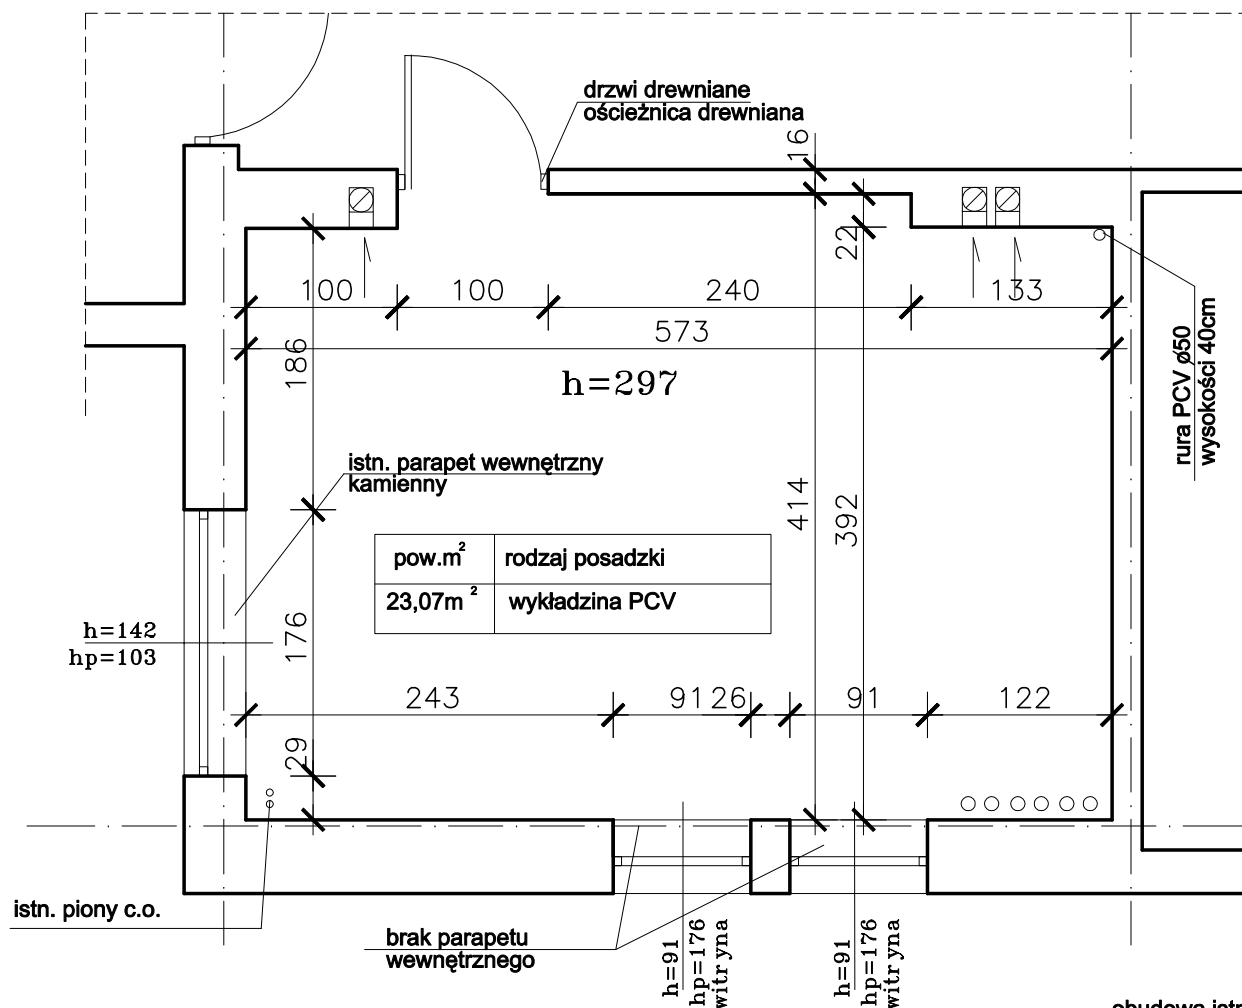 drzwi drewniane
ościeżnica drewniana
16
22
100
100
240
133
573
186
h=297
rura PCV ø50
wysokości 40cm
istn. parapet wewnętrzny
kamienny
414
392
pow.m² rodzaj posadzki
23,07m² wykładzina PCV
h=142
hp=103
176
243
91
26
91
122
29
istn. piony c.o.
brak parapetu
wewnętrznego
h=91
hp=176
witryna
h=91
hp=176
witryna